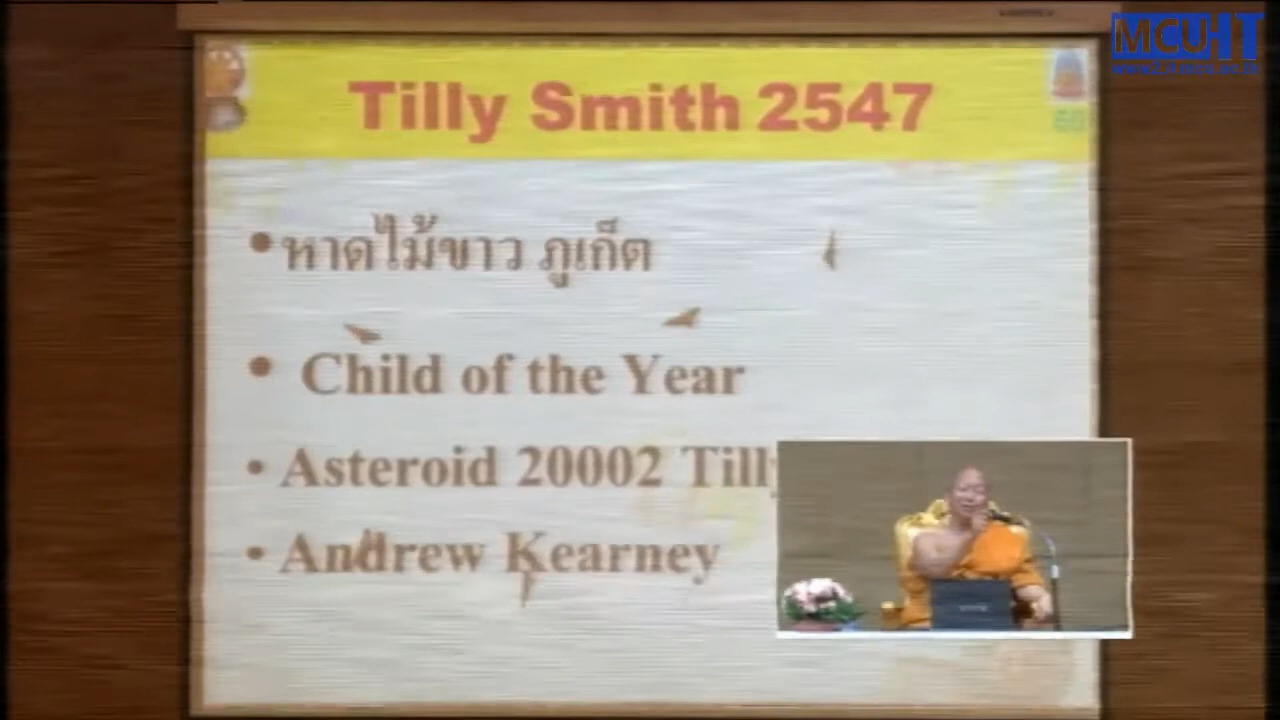 MCU-IT
Tilly Smith 2547
• หาดไม้ขาว ภูเก็ต
• Child of the Year
• Asteroid 20002 Tilly
• Andrew Kearney